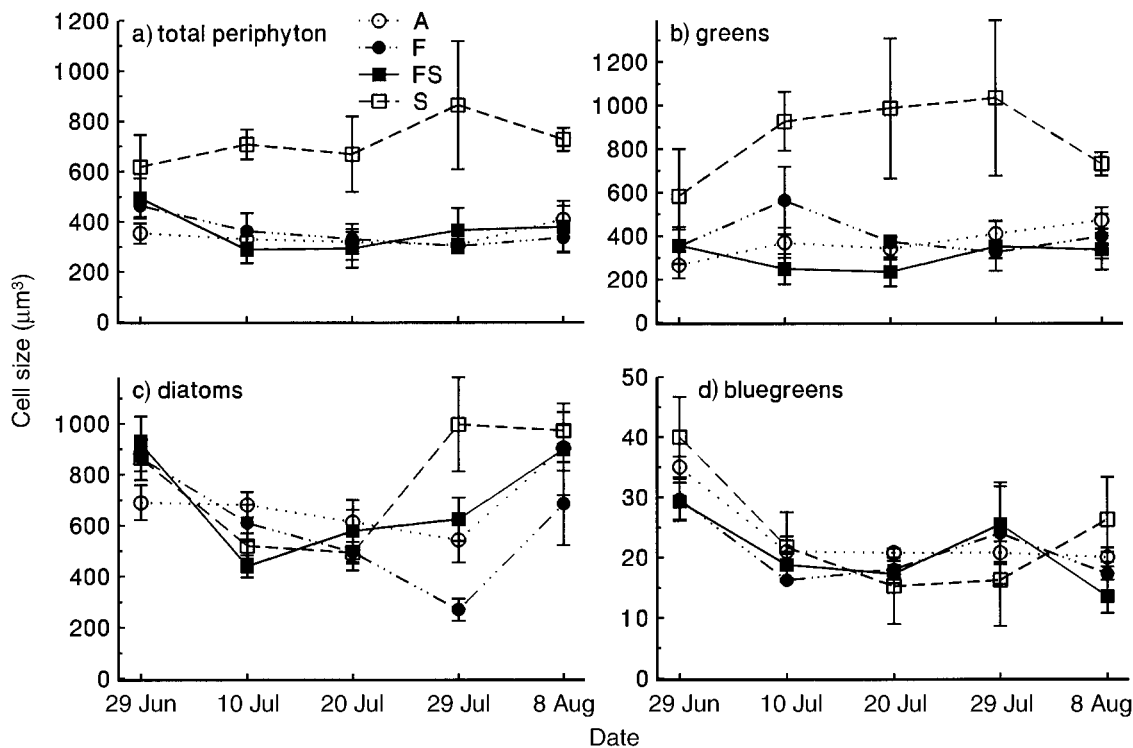 a) total periphyton
A
F
FS
S
1200
1000
800
600
400
200
0
b) greens
1200
1000
800
600
400
200
0
Cell size (μm³)
c) diatoms
1000
800
600
400
200
0
29 Jun 10 Jul 20 Jul 29 Jul 8 Aug
d) bluegreens
50
40
30
20
10
0
29 Jun 10 Jul 20 Jul 29 Jul 8 Aug
Date